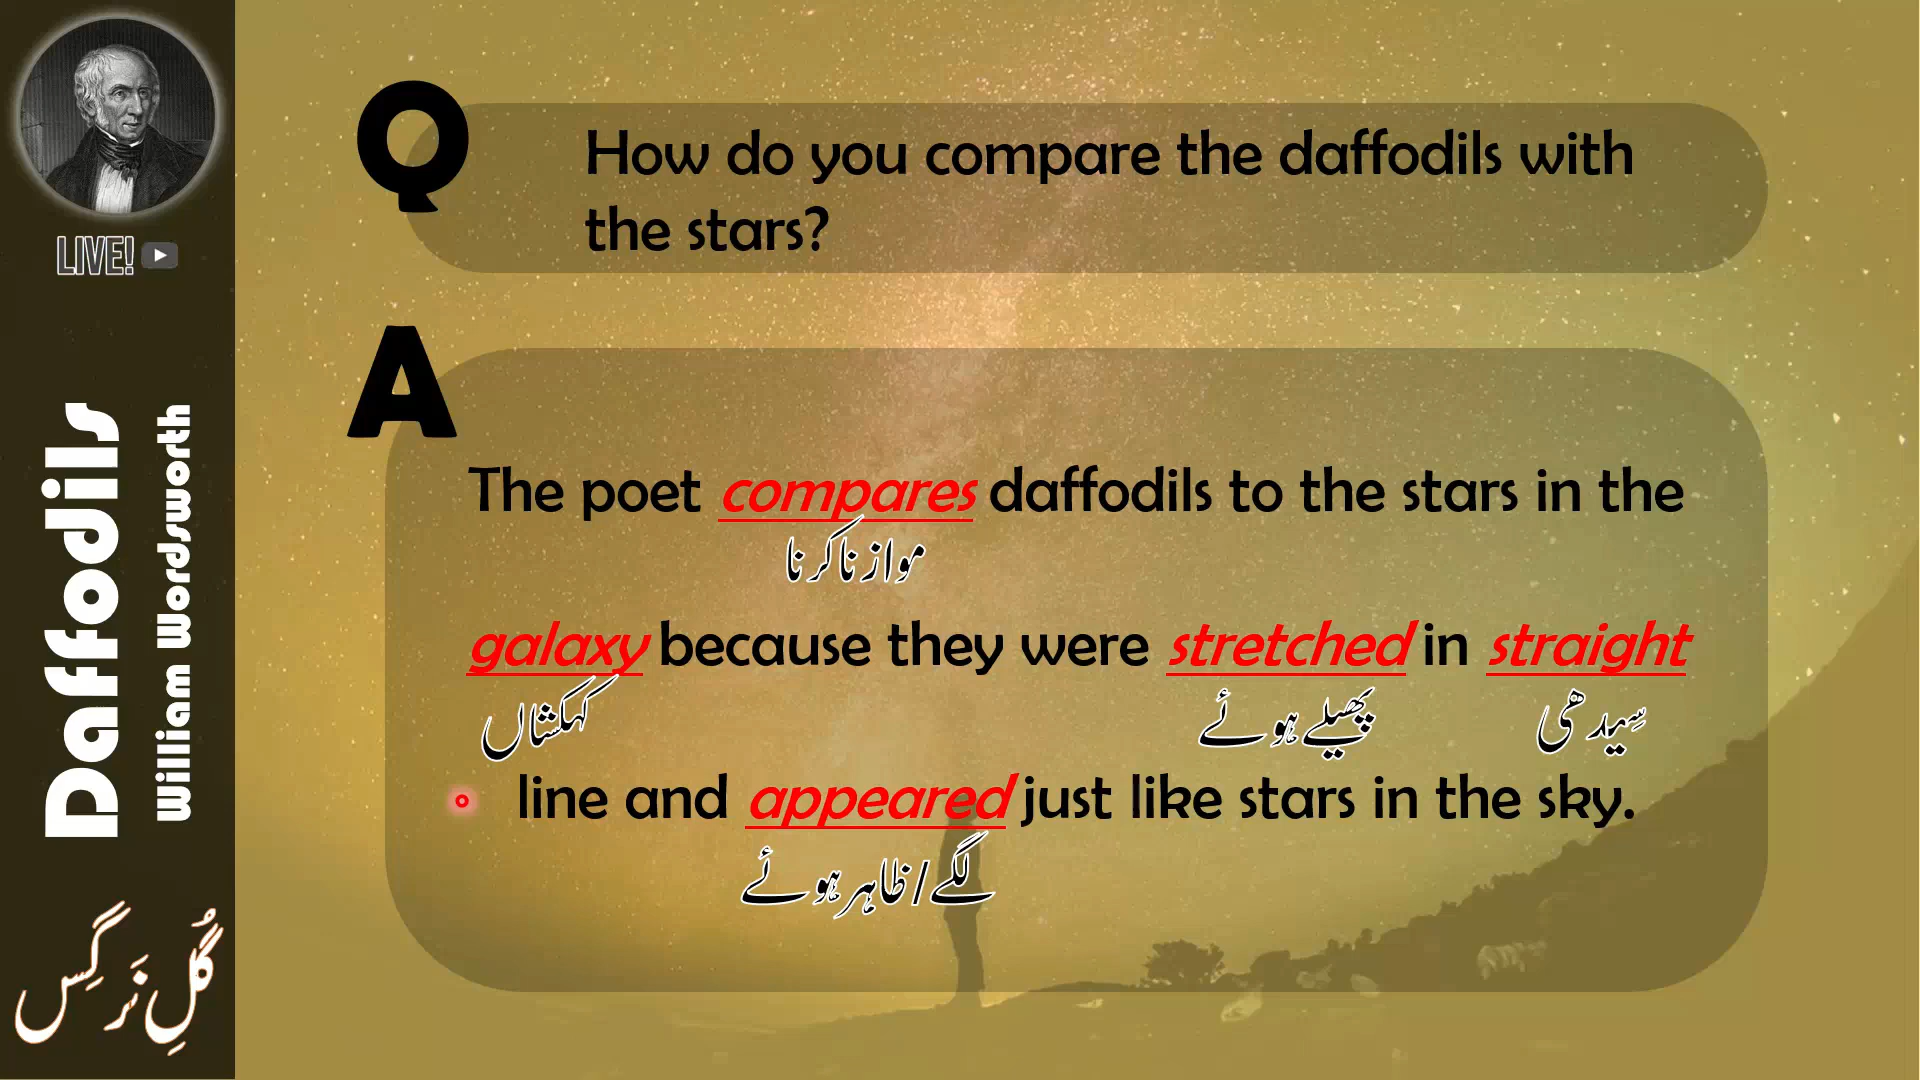 LIVE!
Daffodils
William Wordsworth
گُلِ نَرگِس
Q
How do you compare the daffodils with
the stars?
A
The poet compares daffodils to the stars in the
موازنا کرنا
galaxy because they were stretched in straight
کہکشاں پھیلے ہوئے سِیدھی
line and appeared just like stars in the sky.
لگے / ظاہر ہوئے